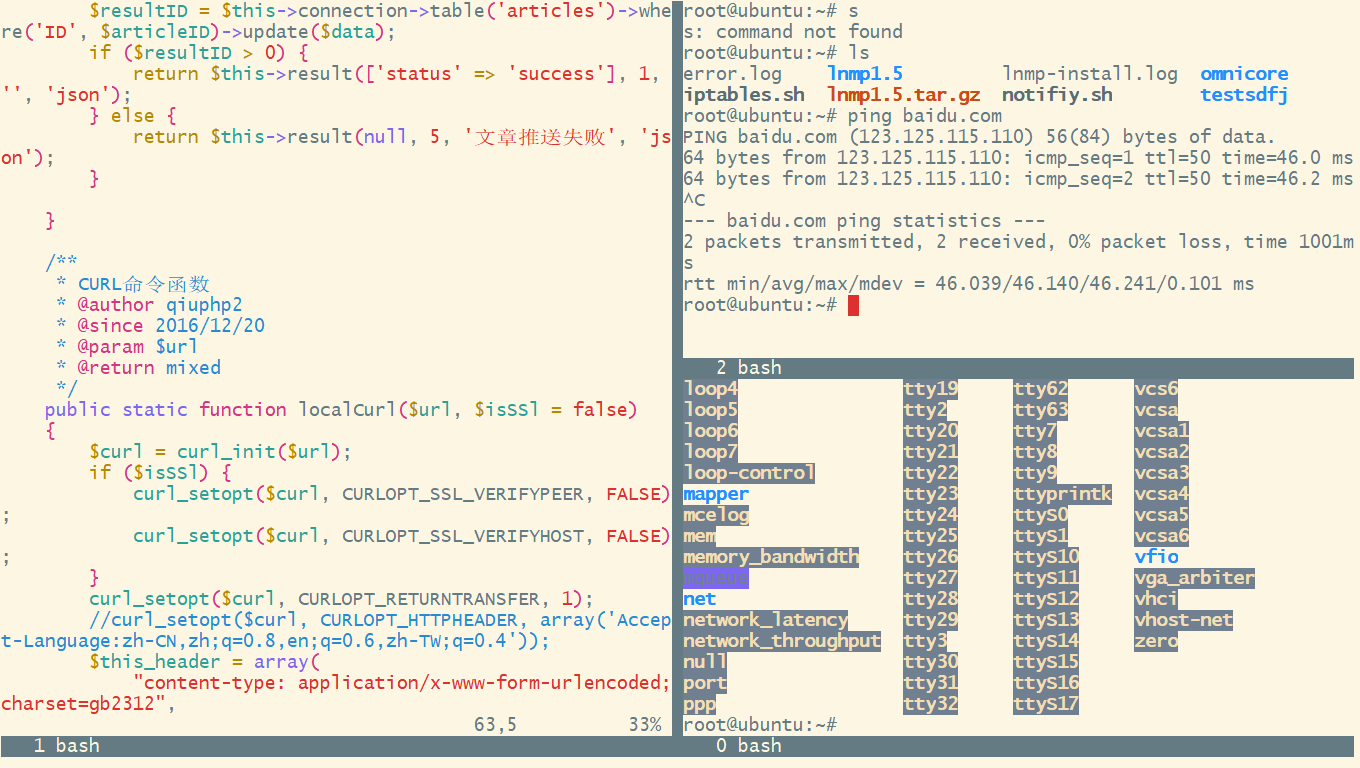 $resultID = $this->connection->table('articles')->whe
re('ID', $articleID)->update($data);
        if ($resultID > 0) {
            return $this->result(['status' => 'success'], 1,
'', 'json');
        } else {
            return $this->result(null, 5, '文章推送失败', 'js
on');
        }
    }
    /**
     * CURL命令函数
     * @author qiuphp2
     * @since 2016/12/20
     * @param $url
     * @return mixed
     */
    public static function localCurl($url, $isSSl = false)
    {
        $curl = curl_init($url);
        if ($isSSl) {
            curl_setopt($curl, CURLOPT_SSL_VERIFYPEER, FALSE)
;
            curl_setopt($curl, CURLOPT_SSL_VERIFYHOST, FALSE)
;
        }
        curl_setopt($curl, CURLOPT_RETURNTRANSFER, 1);
        //curl_setopt($curl, CURLOPT_HTTPHEADER, array('Accep
t-Language:zh-CN,zh;q=0.8,en;q=0.6,zh-TW;q=0.4'));
        $this_header = array(
            "content-type: application/x-www-form-urlencoded;
charset=gb2312",
63,5 33%
1 bash
root@ubuntu:~# s
s: command not found
root@ubuntu:~# ls
error.log lnmp1.5 lnmp-install.log omnicore
iptables.sh lnmp1.5.tar.gz notifiy.sh testsdfj
root@ubuntu:~# ping baidu.com
PING baidu.com (123.125.115.110) 56(84) bytes of data.
64 bytes from 123.125.115.110: icmp_seq=1 ttl=50 time=46.0 ms
64 bytes from 123.125.115.110: icmp_seq=2 ttl=50 time=46.2 ms
^C
--- baidu.com ping statistics ---
2 packets transmitted, 2 received, 0% packet loss, time 1001m
s
rtt min/avg/max/mdev = 46.039/46.140/46.241/0.101 ms
root@ubuntu:~#
2 bash
loop4 tty19 tty62 vcs6
loop5 tty2 tty63 vcsa
loop6 tty20 tty7 vcsa1
loop7 tty21 tty8 vcsa2
loop-control tty22 tty9 vcsa3
mapper tty23 ttyprintk vcsa4
mcelog tty24 ttyS0 vcsa5
mem tty25 ttyS1 vcsa6
memory_bandwidth tty26 ttyS10 vfio
mqueue tty27 ttyS11 vga_arbiter
net tty28 ttyS12 vhci
network_latency tty29 ttyS13 vhost-net
network_throughput tty3 ttyS14 zero
null tty30 ttyS15
port tty31 ttyS16
ppp tty32 ttyS17
root@ubuntu:~#
0 bash